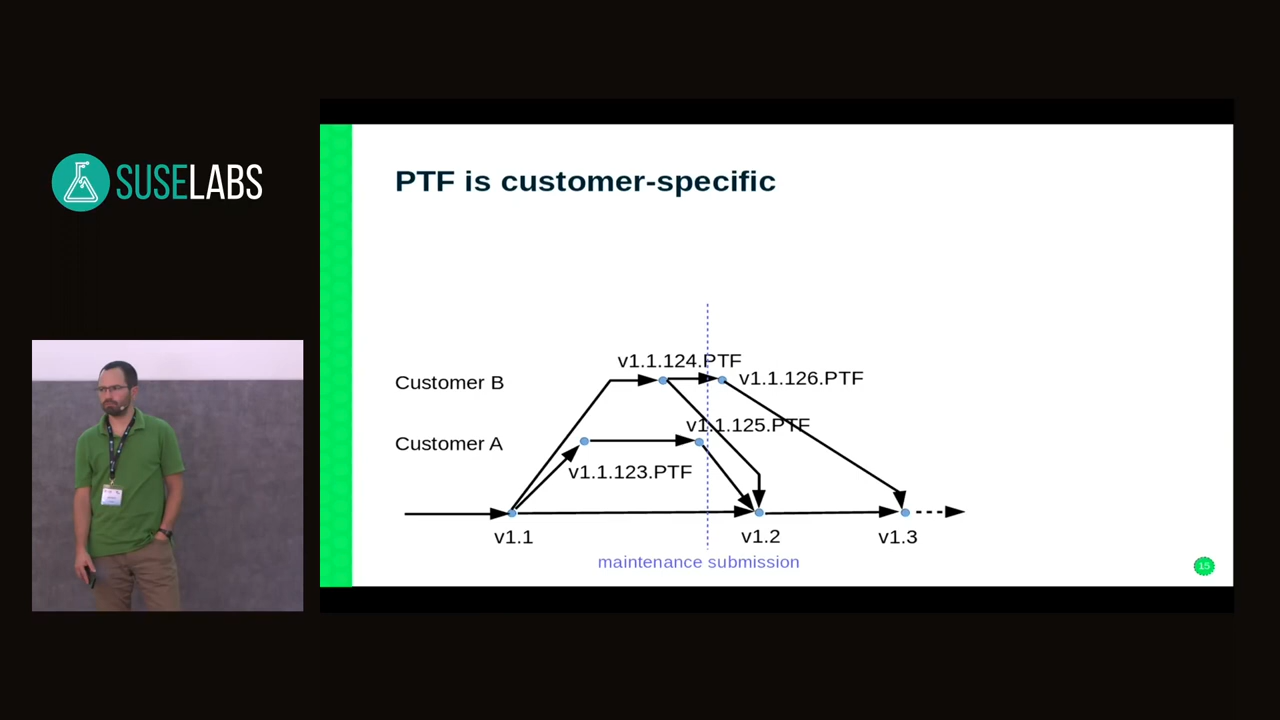 SUSELABS
PTF is customer-specific
v1.1.124.PTF
Customer B
v1.1.126.PTF
v1.1.125.PTF
Customer A
v1.1.123.PTF
v1.1
v1.2
v1.3
maintenance submission
15